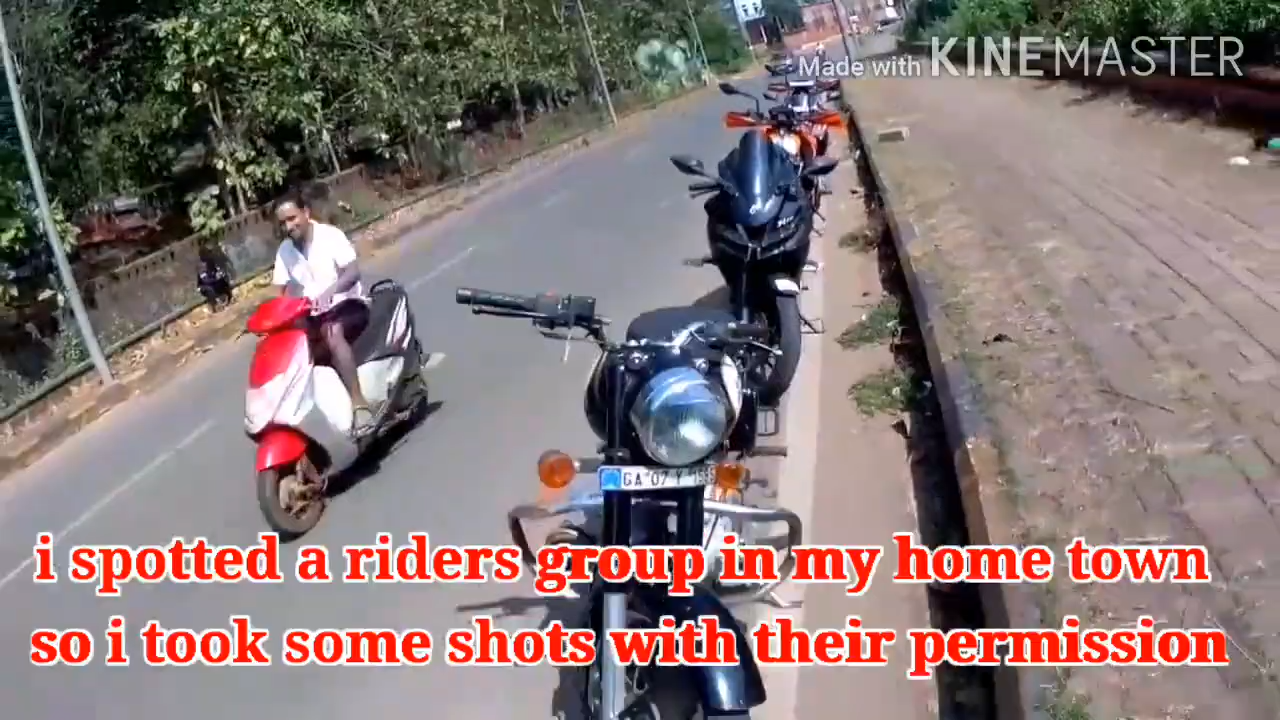 Made with KINEMASTER
GA 07 Y
i spotted a riders group in my home town
so i took some shots with their permission